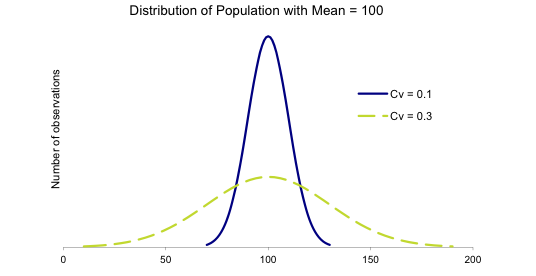 Distribution of Population with Mean = 100
Number of observations
Cv = 0.1
Cv = 0.3
0 50 100 150 200